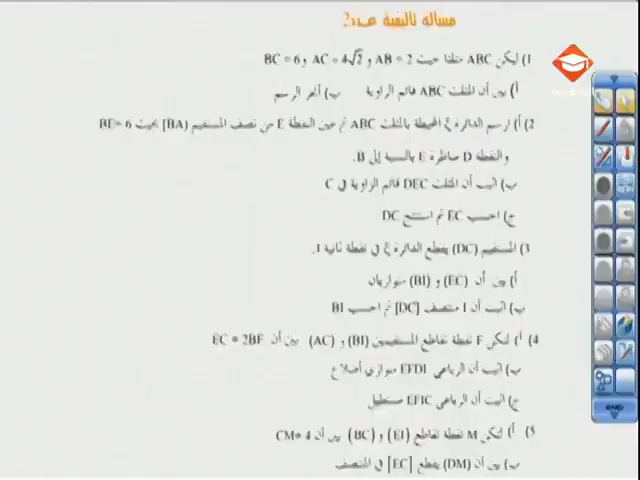 مسألة تأليفية عدد2
1) ليكن ABC مثلثا حيث AB = 2 و AC = 4√2 و BC = 6
أ) بين أن المثلث ABC قائم الزاوية ب) أنجز الرسم
2) أ) ارسم الدائرة المحيطة بالمثلث ABC ثم عين النقطة E من نصف المستقيم [BA) بحيث BE = 6
والنقطة D مناظرة E بالنسبة إلى B.
ب) اثبت أن المثلث DEC قائم الزاوية في C
ج) احسب EC ثم استنتج DC
3) المستقيم (DC) يقطع الدائرة في نقطة ثانية I.
أ) بين أن (EC) و (BI) متوازيان
ب) اثبت أن I منتصف [DC] ثم احسب BI
4) أ) لتكن F نقطة تقاطع المستقيمين (BI) و (AC) بين أن EC = 2BF
ب) اثبت أن الرباعي EFDI متوازي أضلاع
ج) اثبت أن الرباعي EFIC مستطيل
5) أ) لتكن M نقطة تقاطع (EI) و (BC) بين أن CM = 4
ب) بين أن (DM) يقطع [EC] في المنتصف